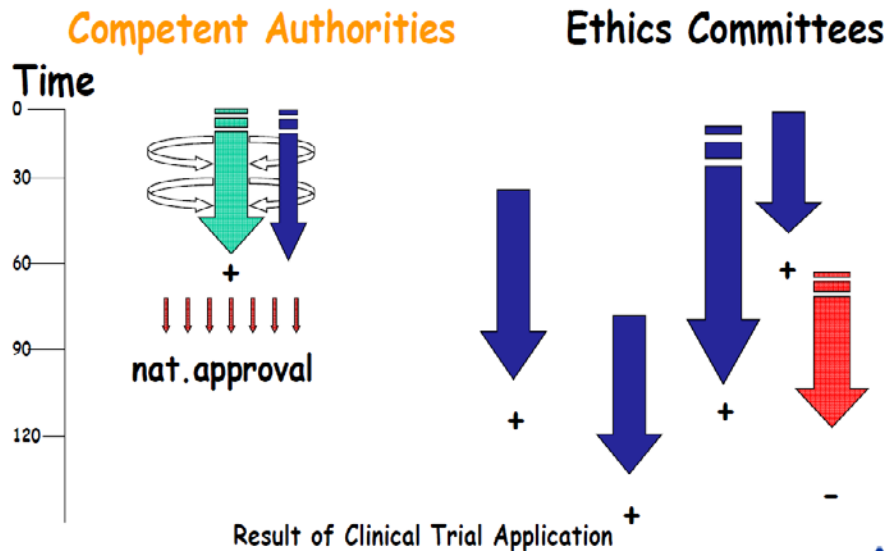 Competent Authorities
Ethics Committees
Time
0
30
60
90
120
+
nat.approval
+
+
+
+
-
Result of Clinical Trial Application